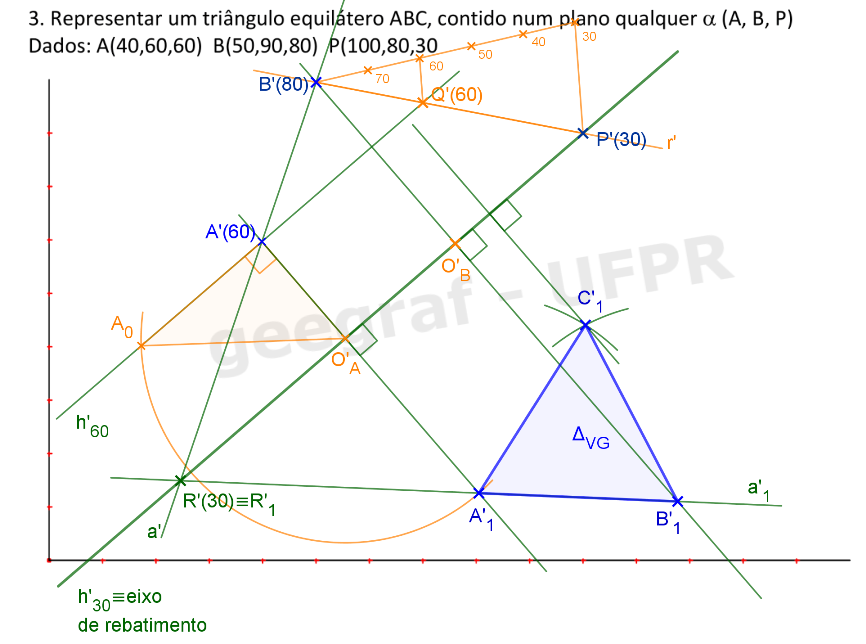 3. Representar um triângulo equilátero ABC, contido num plano qualquer α (A, B, P)
Dados: A(40,60,60) B(50,90,80) P(100,80,30
30
40
50
60
70
B'(80)
Q'(60)
P'(30)
r'
A'(60)
O'B
geegraf - UFPR
C'1
A0
O'A
h'60
ΔVG
a'1
R'(30)≡R'1
A'1
B'1
a'
h'30≡eixo
de rebatimento